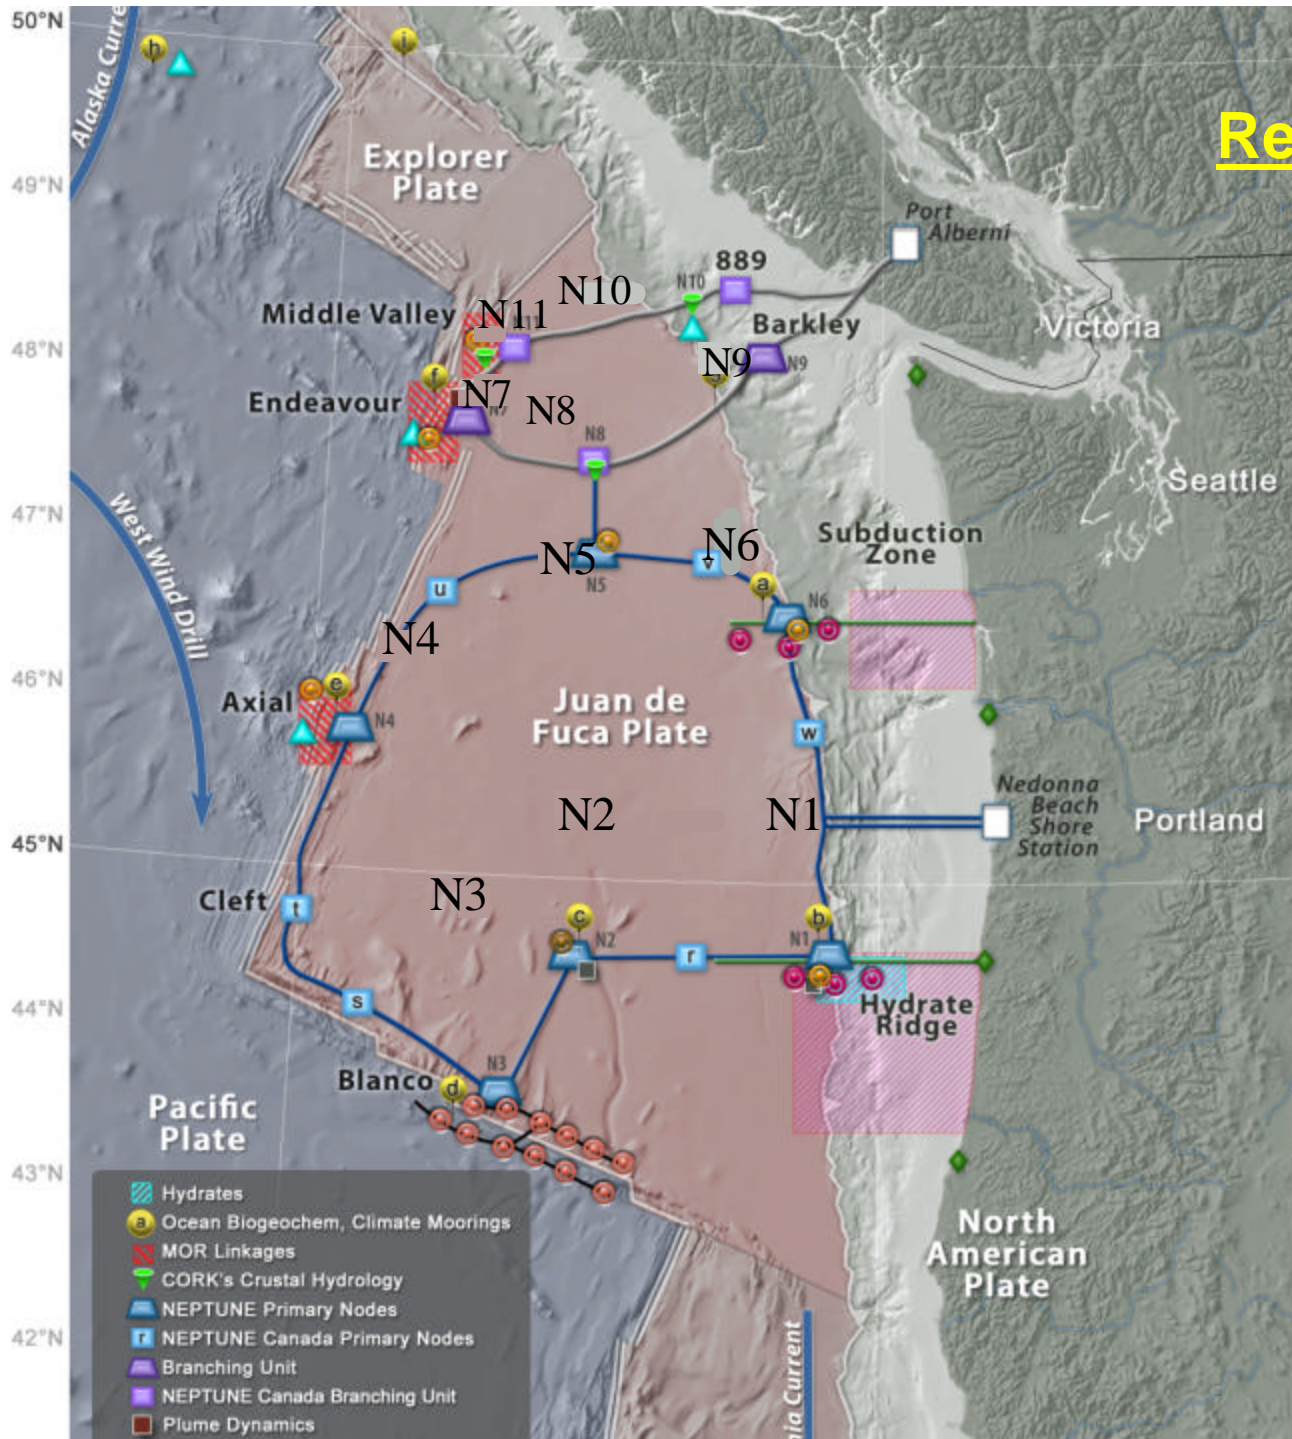 50°N
Alaska Curre
h
i
Re
Explorer
Plate
49°N
Port
Alberni
889
N10
N10
Middle Valley
N11
Barkley
Victoria
48°N
N9
N9
f
Endeavour
N7
N7
N8
N8
Seattle
47°N
West Wind Drill
Subduction
Zone
N5
N6
v
N5
u
a
N6
N4
46°N
Axial
e
N4
Juan de
Fuca Plate
w
N2
N1
Nedonna
Beach
Shore
Station
Portland
45°N
N3
Cleft
t
c
b
N2
r
N1
44°N
s
Hydrate
Ridge
N3
Blanco
d
Pacific
Plate
43°N
Hydrates
a Ocean Biogeochem, Climate Moorings
MOR Linkages
CORK's Crustal Hydrology
NEPTUNE Primary Nodes
r NEPTUNE Canada Primary Nodes
Branching Unit
NEPTUNE Canada Branching Unit
Plume Dynamics
North
American
Plate
42°N
nia Current